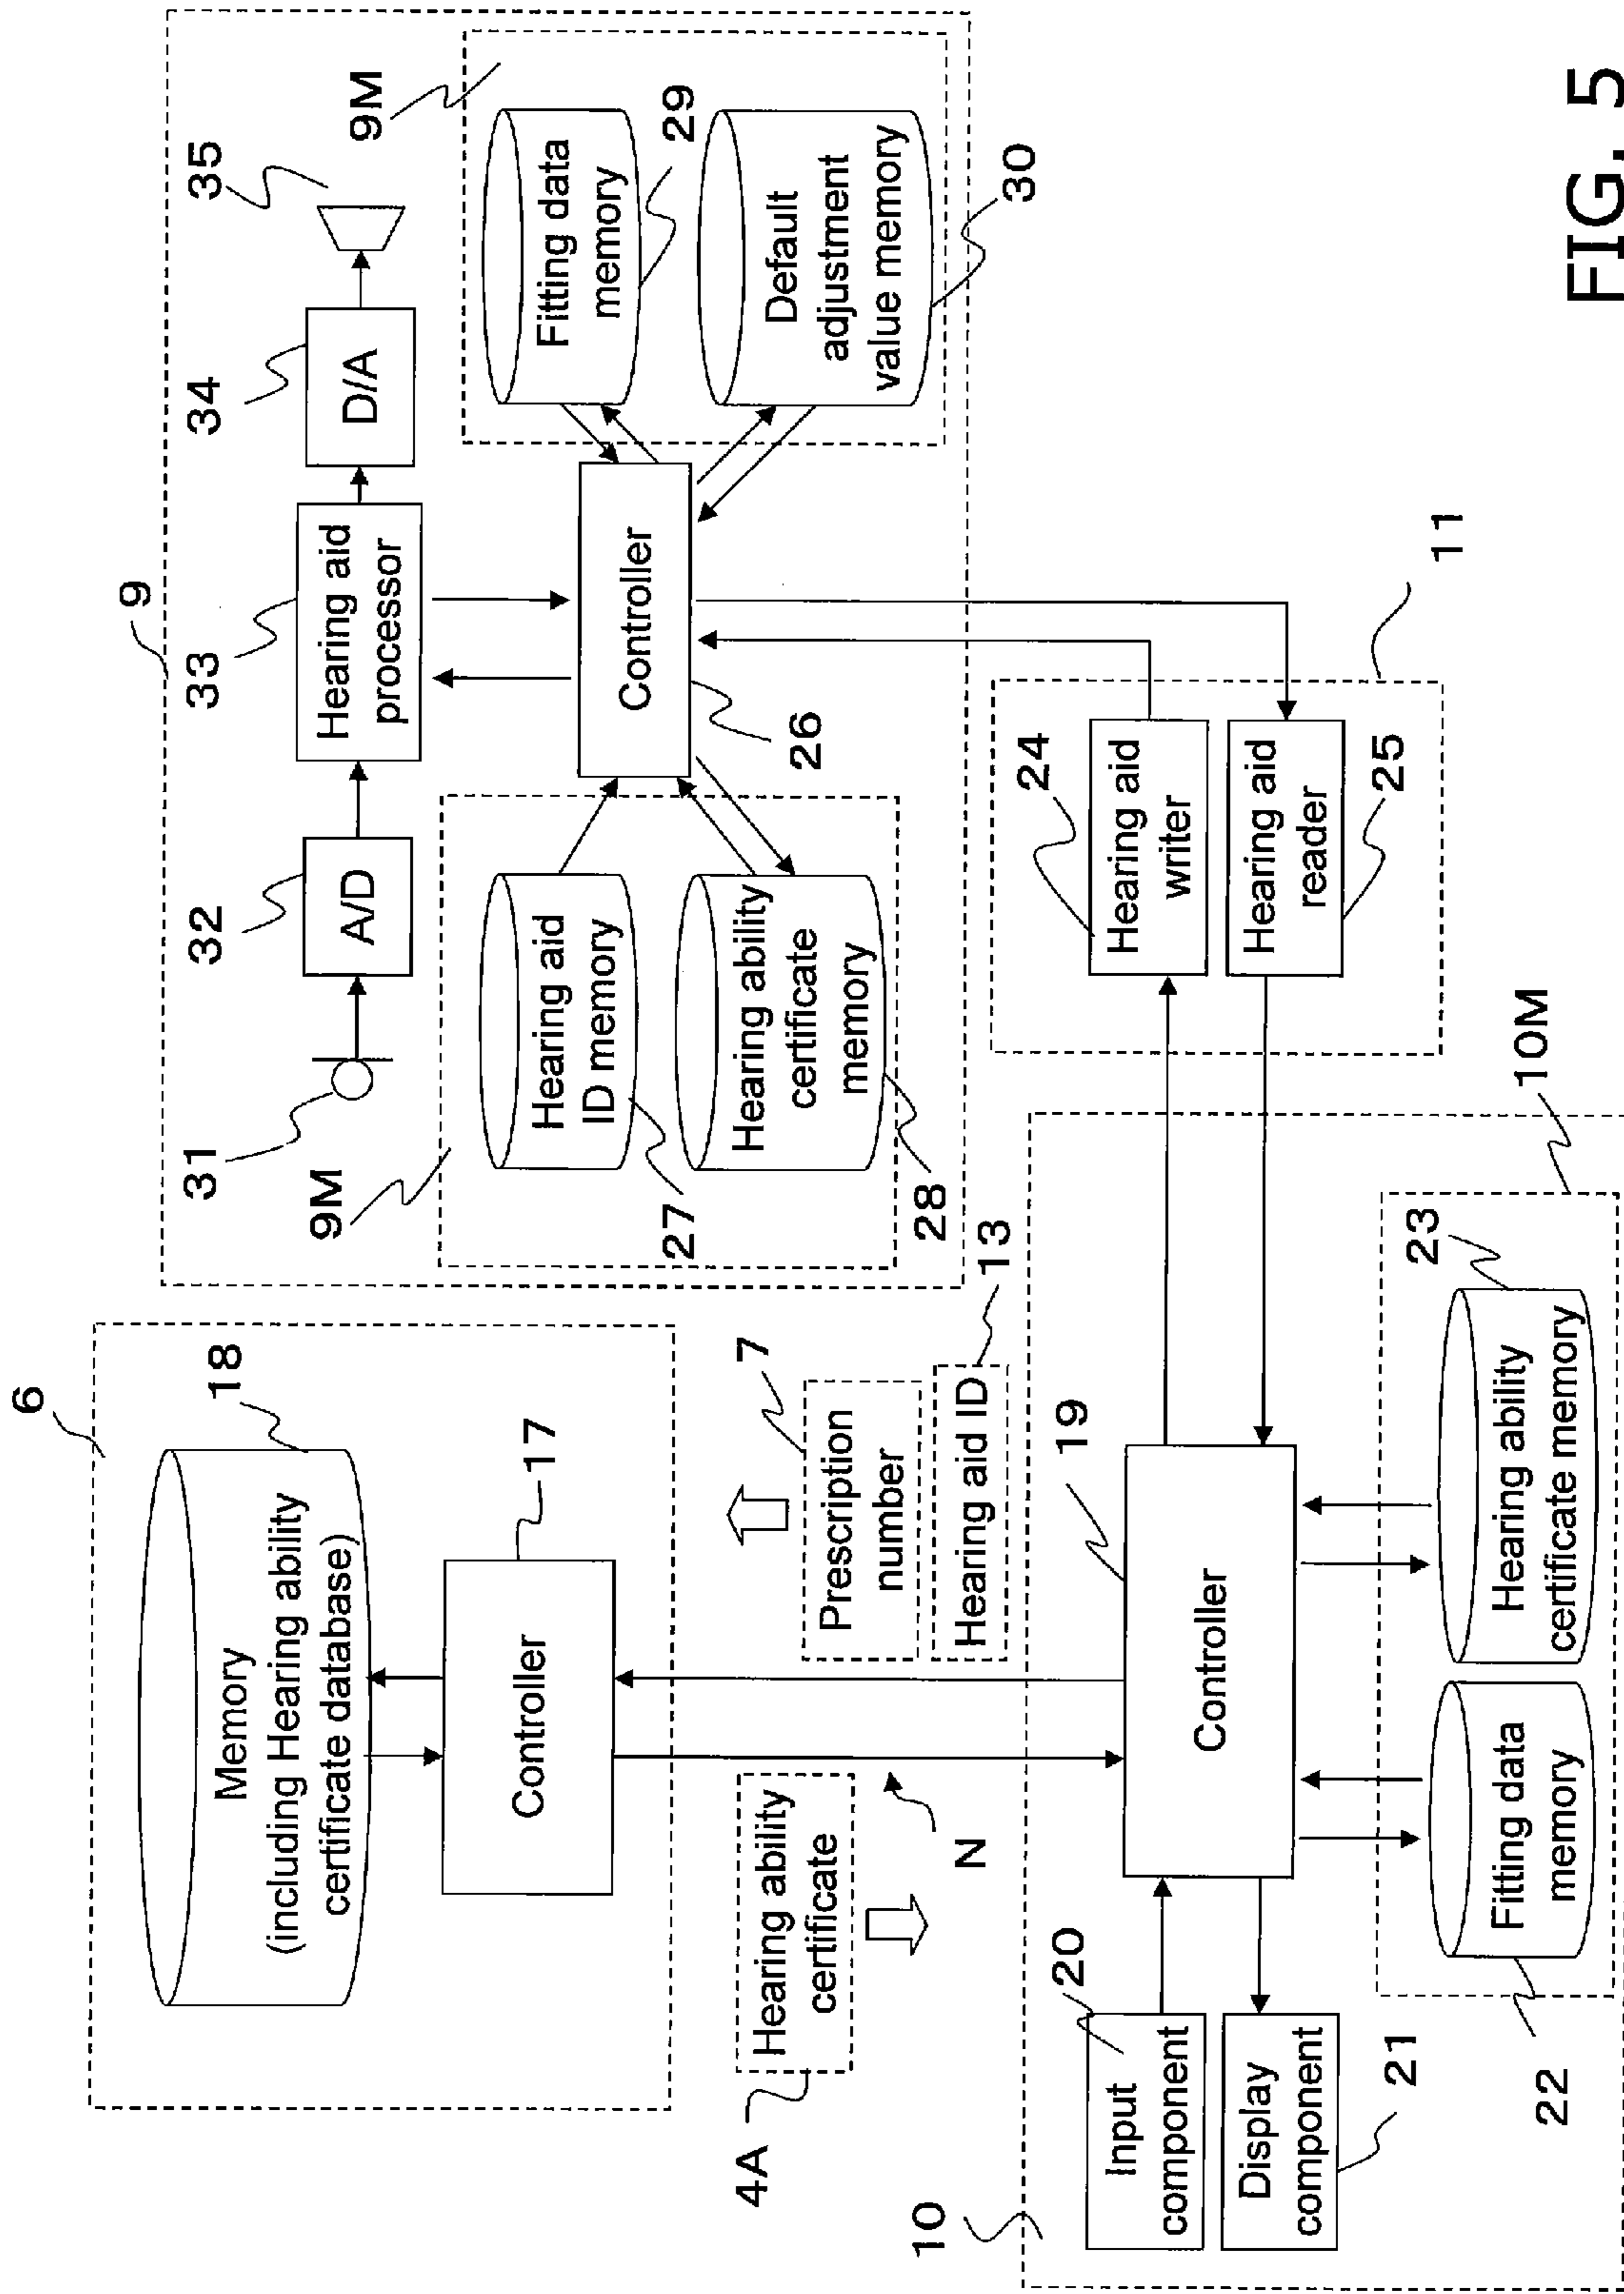 6
18
Memory
(including Hearing ability
certificate database)
17
Controller
4A
Hearing ability
certificate
N
7
Prescription
number
Hearing aid ID
13
10
20
Input
component
Display
component
21
19
Controller
22
Fitting data
memory
23
Hearing ability
certificate memory
10M
9
31
32
A/D
33
Hearing aid
processor
34
D/A
35
9M
Hearing aid
ID memory
27
Hearing ability
certificate
memory
28
Controller
26
9M
Fitting data
memory
29
Default
adjustment
value memory
30
11
24
Hearing aid
writer
Hearing aid
reader
25
FIG. 5